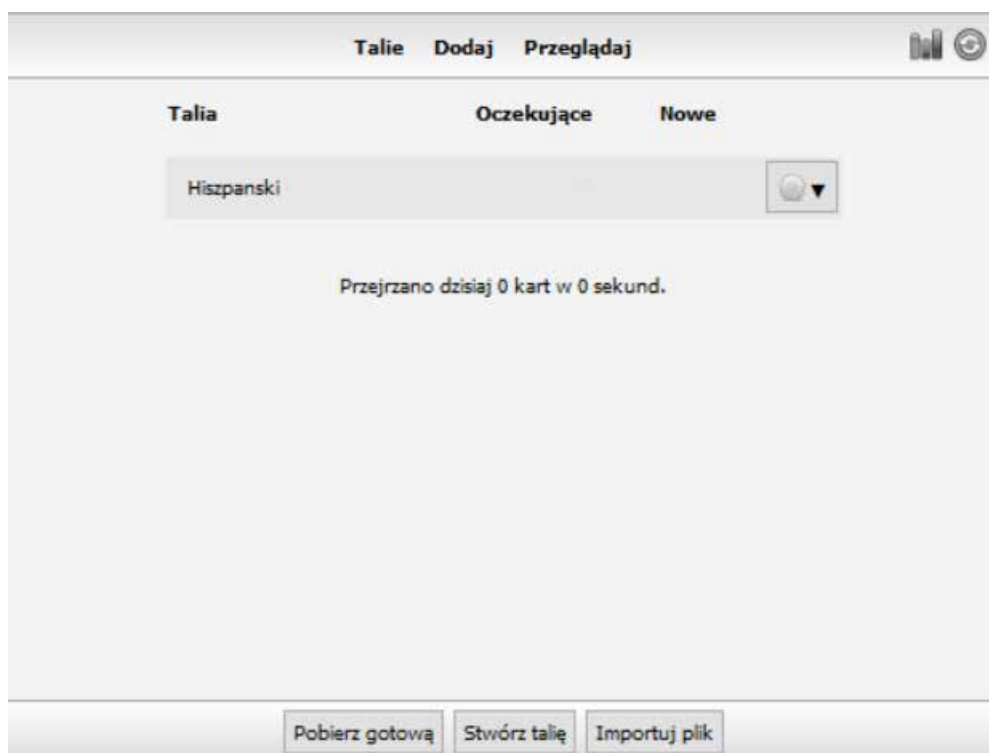 Talie Dodaj Przeglądaj
Talia Oczekujące Nowe
Hiszpanski
Przejrzano dzisiaj 0 kart w 0 sekund.
Pobierz gotową Stwórz talię Importuj plik